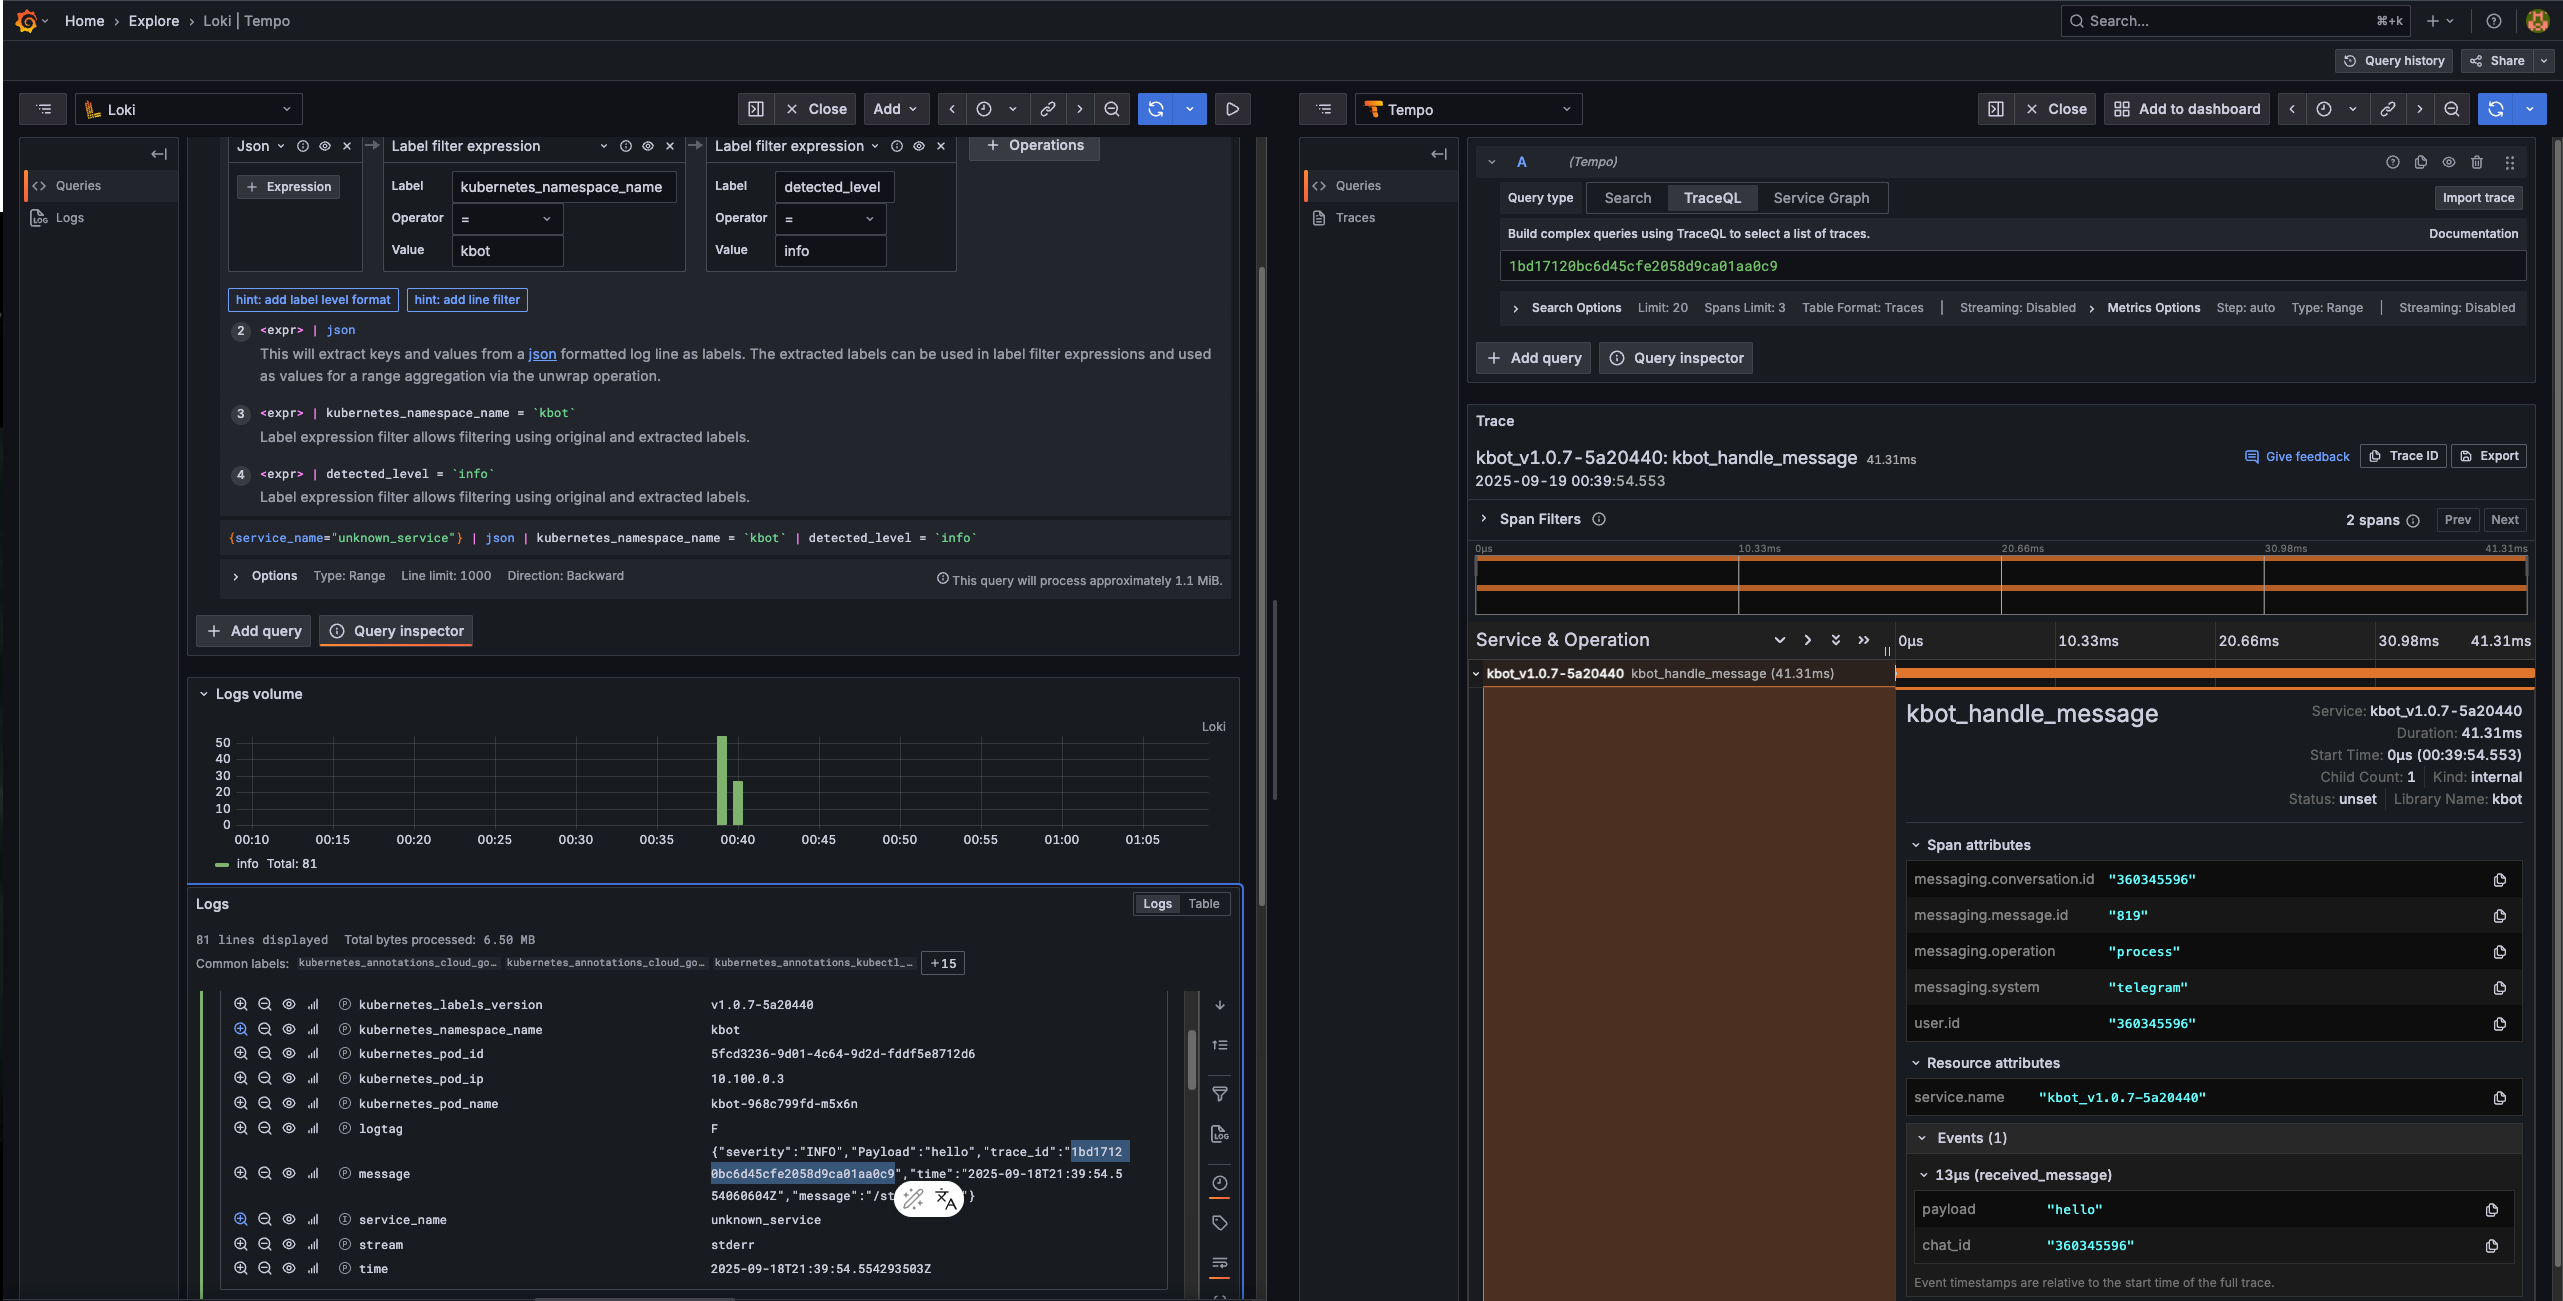 Home › Explore › Loki | Tempo
Search... ⌘+k
Query history Share
Loki Close Add
Tempo Close Add to dashboard
Queries
Logs
Json
+ Expression
Label filter expression
Label kubernetes_namespace_name
Operator =
Value kbot
Label filter expression
Label detected_level
Operator =
Value info
+ Operations
hint: add label level format hint: add line filter
2 <expr> | json
This will extract keys and values from a json formatted log line as labels. The extracted labels can be used in label filter expressions and used
as values for a range aggregation via the unwrap operation.
3 <expr> | kubernetes_namespace_name = `kbot`
Label expression filter allows filtering using original and extracted labels.
4 <expr> | detected_level = `info`
Label expression filter allows filtering using original and extracted labels.
{service_name="unknown_service"} | json | kubernetes_namespace_name = `kbot` | detected_level = `info`
Options Type: Range Line limit: 1000 Direction: Backward This query will process approximately 1.1 MiB.
+ Add query Query inspector
Logs volume
Loki
50
40
30
20
10
0
00:10 00:15 00:20 00:25 00:30 00:35 00:40 00:45 00:50 00:55 01:00 01:05
info Total: 81
Logs
Logs Table
81 lines displayed Total bytes processed: 6.50 MB
Common labels: kubernetes_annotations_cloud_go… kubernetes_annotations_cloud_go… kubernetes_annotations_kubectl_… +15
kubernetes_labels_version v1.0.7-5a20440
kubernetes_namespace_name kbot
kubernetes_pod_id 5fcd3236-9d01-4c64-9d2d-fddf5e8712d6
kubernetes_pod_ip 10.100.0.3
kubernetes_pod_name kbot-968c799fd-m5x6n
logtag F
{"severity":"INFO","Payload":"hello","trace_id":"1bd1712
message 0bc6d45cfe2058d9ca01aa0c9","time":"2025-09-18T21:39:54.5
54060604Z","message":"/st "}
service_name unknown_service
stream stderr
time 2025-09-18T21:39:54.554293503Z
Queries
Traces
A (Tempo)
Query type Search TraceQL Service Graph Import trace
Build complex queries using TraceQL to select a list of traces. Documentation
1bd17120bc6d45cfe2058d9ca01aa0c9
Search Options Limit: 20 Spans Limit: 3 Table Format: Traces | Streaming: Disabled Metrics Options Step: auto Type: Range | Streaming: Disabled
+ Add query Query inspector
Trace
kbot_v1.0.7-5a20440: kbot_handle_message 41.31ms
Give feedback Trace ID Export
2025-09-19 00:39:54.553
Span Filters 2 spans Prev Next
0μs 10.33ms 20.66ms 30.98ms 41.31ms
Service & Operation 0μs 10.33ms 20.66ms 30.98ms 41.31ms
kbot_v1.0.7-5a20440 kbot_handle_message (41.31ms)
kbot_handle_message
Service: kbot_v1.0.7-5a20440
Duration: 41.31ms
Start Time: 0μs (00:39:54.553)
Child Count: 1 Kind: internal
Status: unset Library Name: kbot
Span attributes
messaging.conversation.id "360345596"
messaging.message.id "819"
messaging.operation "process"
messaging.system "telegram"
user.id "360345596"
Resource attributes
service.name "kbot_v1.0.7-5a20440"
Events (1)
13μs (received_message)
payload "hello"
chat_id "360345596"
Event timestamps are relative to the start time of the full trace.